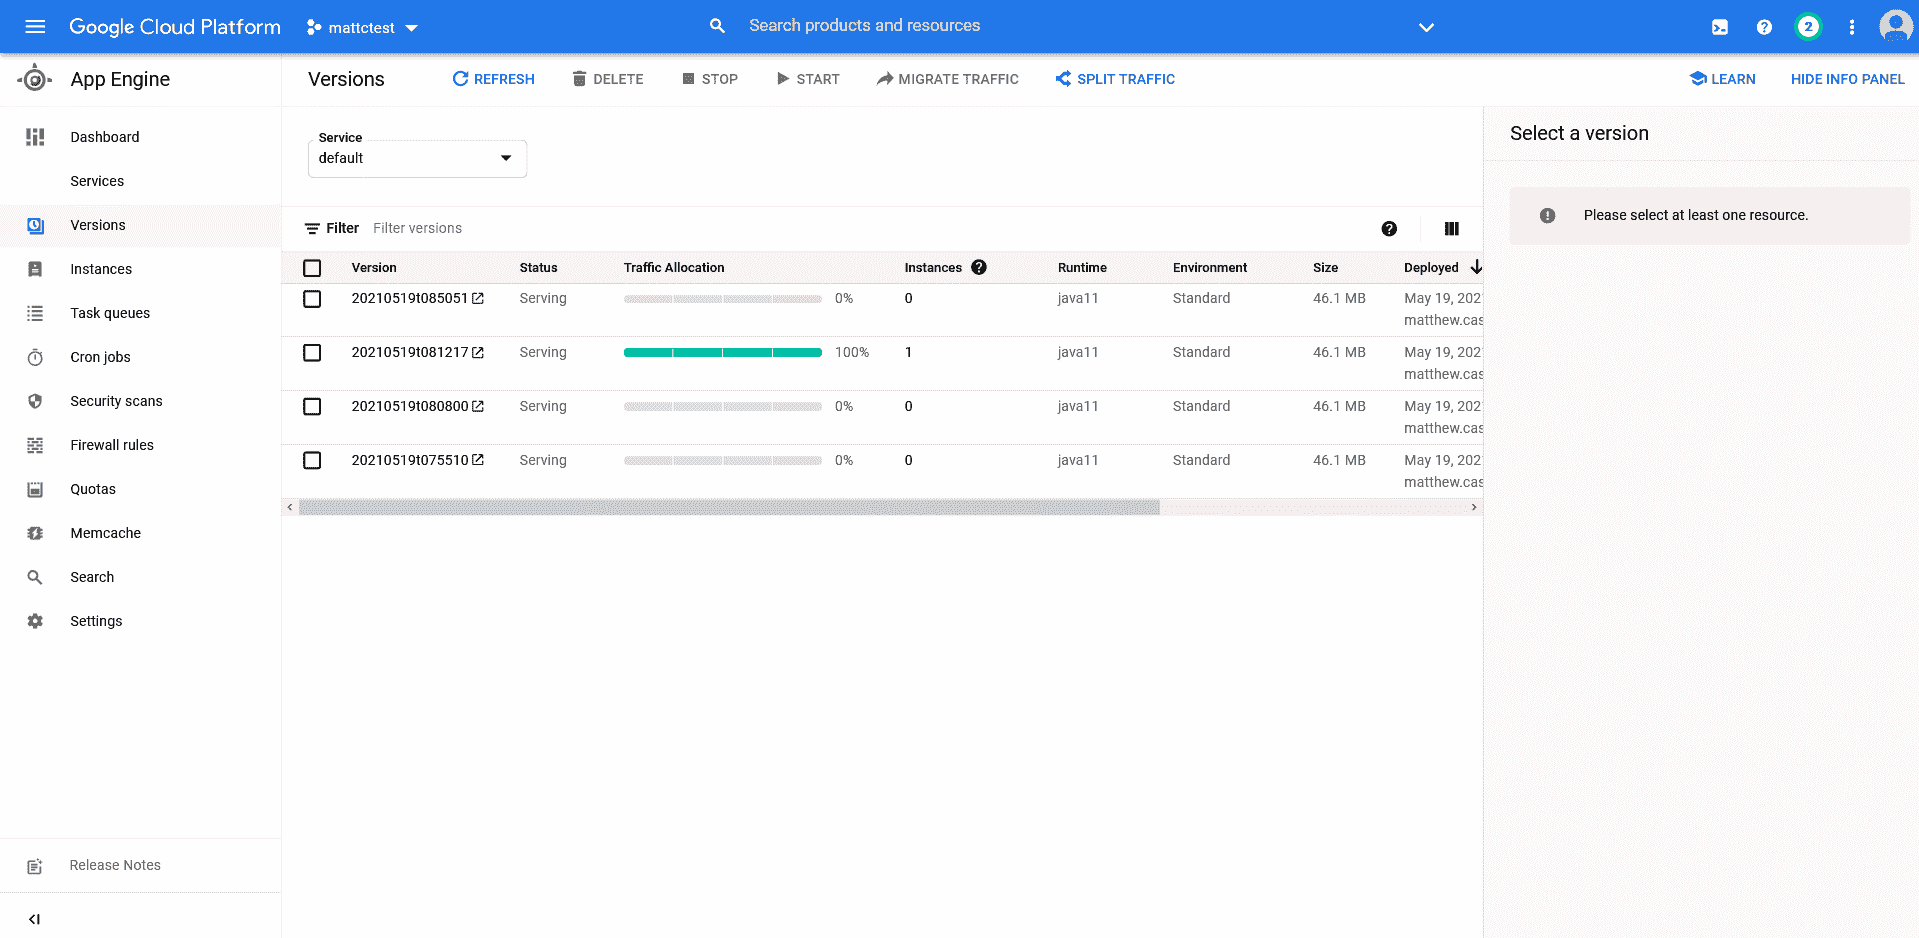 Google Cloud Platform mattctest Search products and resources 2
App Engine Versions REFRESH DELETE STOP START MIGRATE TRAFFIC SPLIT TRAFFIC LEARN HIDE INFO PANEL
Dashboard
Services
Versions
Instances
Task queues
Cron jobs
Security scans
Firewall rules
Quotas
Memcache
Search
Settings
Release Notes
Service
default
Filter Filter versions
Version Status Traffic Allocation Instances Runtime Environment Size Deployed
20210519t085051 Serving 0% 0 java11 Standard 46.1 MB May 19, 202
matthew.cas
20210519t081217 Serving 100% 1 java11 Standard 46.1 MB May 19, 202
matthew.cas
20210519t080800 Serving 0% 0 java11 Standard 46.1 MB May 19, 202
matthew.cas
20210519t075510 Serving 0% 0 java11 Standard 46.1 MB May 19, 202
matthew.cas
Select a version
Please select at least one resource.